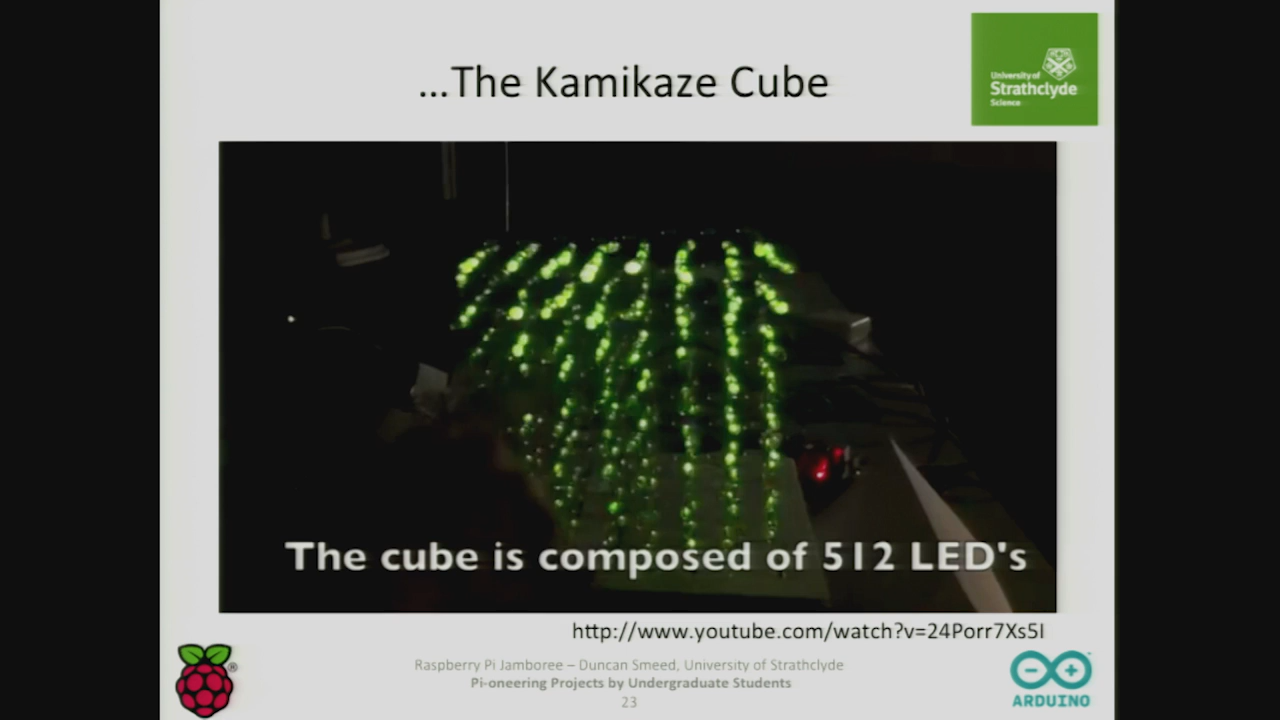 ...The Kamikaze Cube
University of
Strathclyde
Science
The cube is composed of 512 LED's
http://www.youtube.com/watch?v=24Porr7Xs5I
Raspberry Pi Jamboree – Duncan Smeed, University of Strathclyde
Pi-oneering Projects by Undergraduate Students
23
ARDUINO